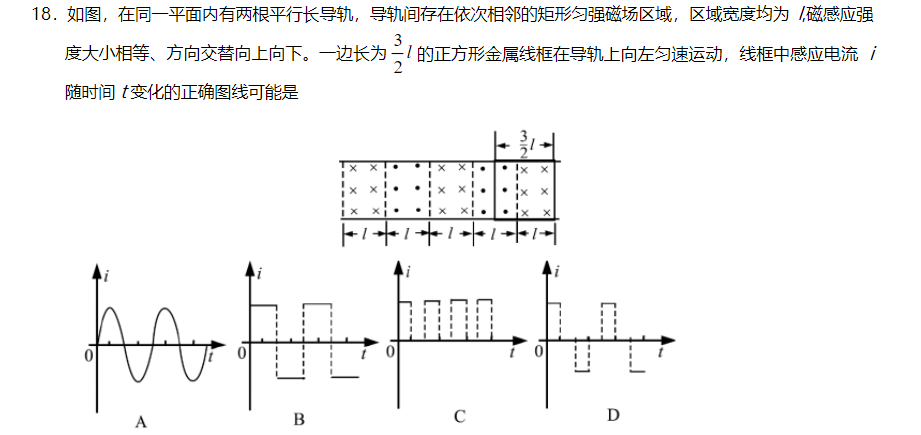 18．如图，在同一平面内有两根平行长导轨，导轨间存在依次相邻的矩形匀强磁场区域，区域宽度均为 l,磁感应强
度大小相等、方向交替向上向下。一边长为 3/2 l 的正方形金属线框在导轨上向左匀速运动，线框中感应电流 i
随时间 t变化的正确图线可能是
3/2 l
l l l l l
i i i i
0 t 0 t 0 t 0 t
A B C D